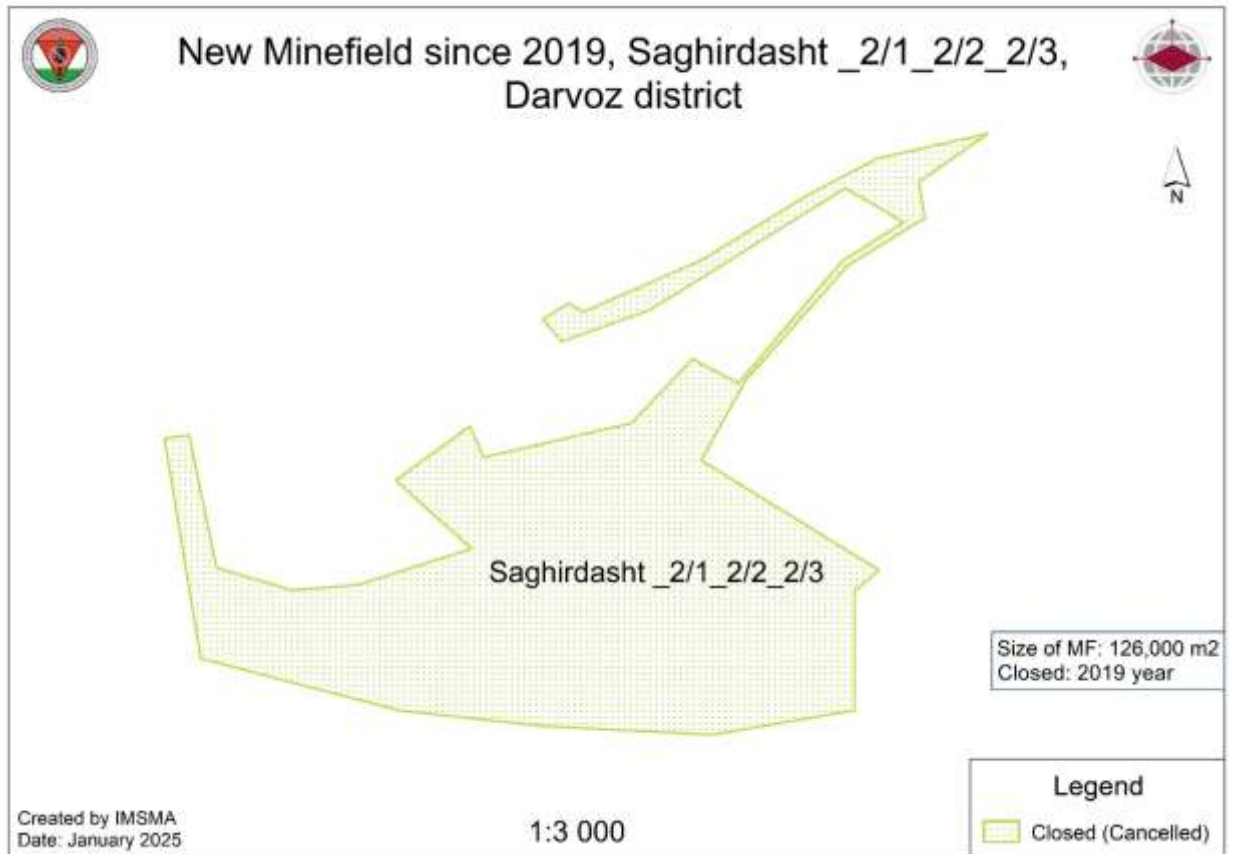 New Minefield since 2019, Saghirdasht _2/1_2/2_2/3,
Darvoz district
N
Saghirdasht _2/1_2/2_2/3
Size of MF: 126,000 m2
Closed: 2019 year
Legend
Closed (Cancelled)
Created by IMSMA
Date: January 2025
1:3 000